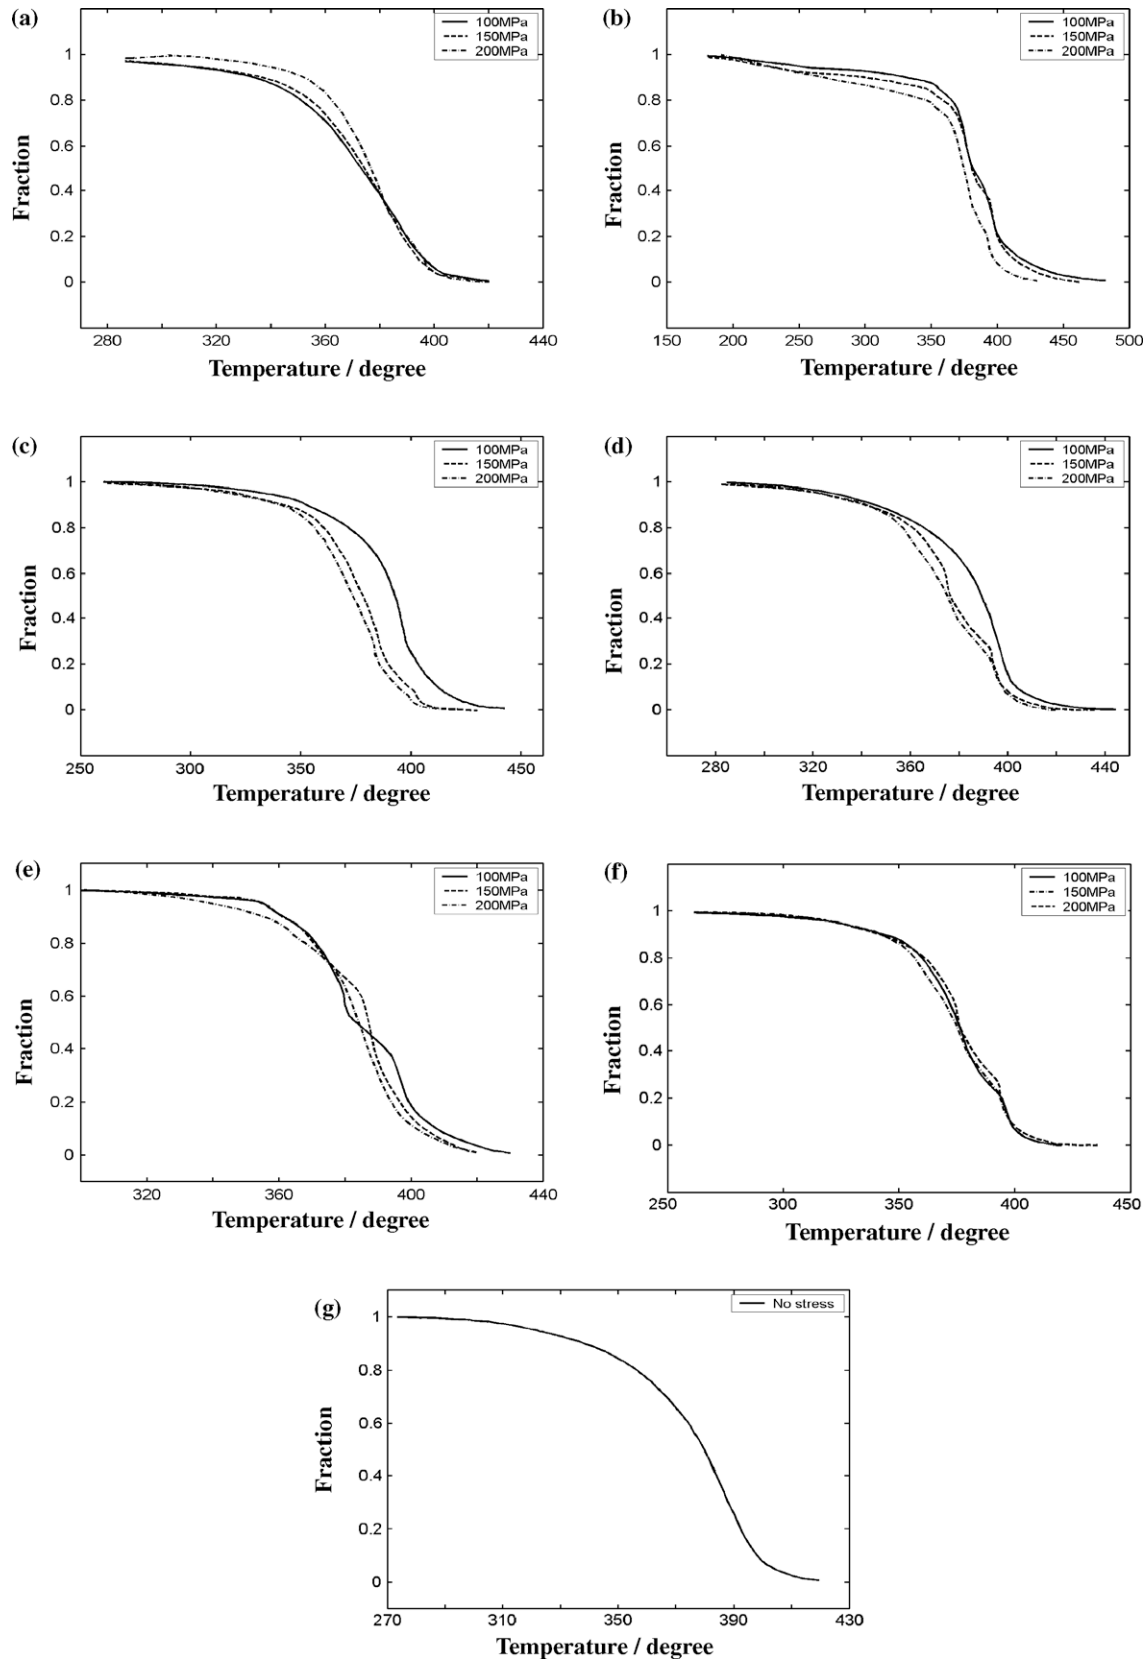 (a)
100MPa
150MPa
200MPa
1
0.8
0.6
0.4
0.2
0
Fraction
280
360
400
440
Temperature / degree
(b)
100MPa
150MPa
200MPa
1
0.8
0.6
0.4
0.2
0
Fraction
150
200
250
300
350
400
450
500
Temperature / degree
(c)
100MPa
150MPa
200MPa
1
0.8
0.6
0.4
0.2
0
Fraction
250
300
350
400
450
Temperature / degree
(d)
100MPa
150MPa
200MPa
1
0.8
0.6
0.4
0.2
0
Fraction
280
320
360
400
440
Temperature / degree
(e)
100MPa
150MPa
200MPa
1
0.8
0.6
0.4
0.2
0
Fraction
320
360
400
440
Temperature / degree
(f)
100MPa
150MPa
200MPa
1
0.8
0.6
0.4
0.2
0
Fraction
250
300
350
400
450
Temperature / degree
(g)
No stress
1
0.8
0.6
0.4
0.2
0
Fraction
270
310
350
390
430
Temperature / degree